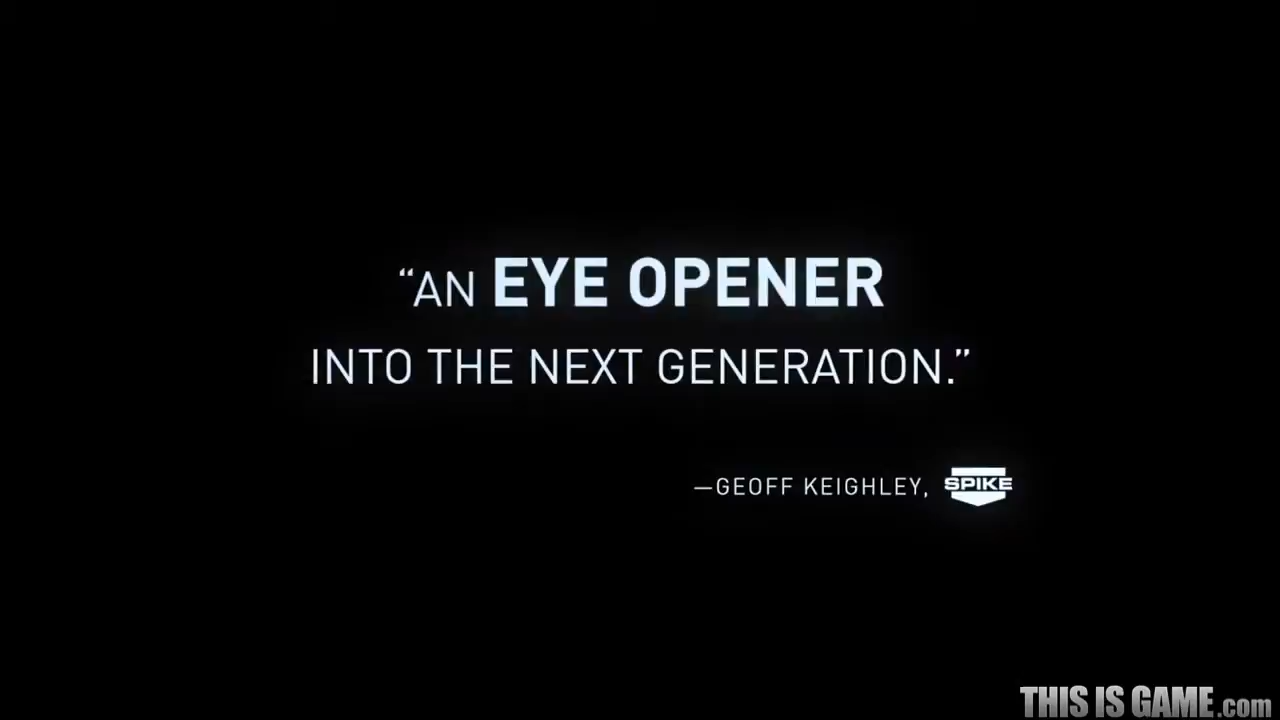 “AN EYE OPENER
INTO THE NEXT GENERATION.”
—GEOFF KEIGHLEY, SPIKE
THIS IS GAME.com